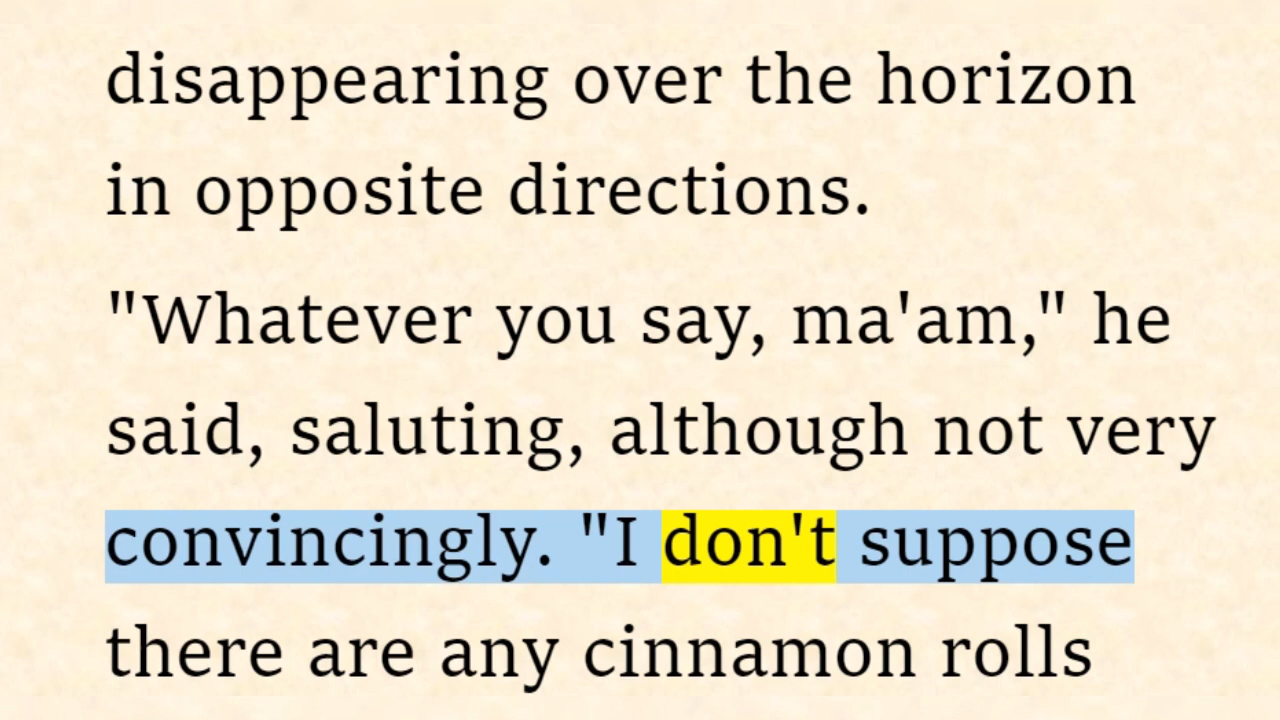 disappearing over the horizon
in opposite directions.
"Whatever you say, ma'am," he
said, saluting, although not very
convincingly. "I don't suppose
there are any cinnamon rolls